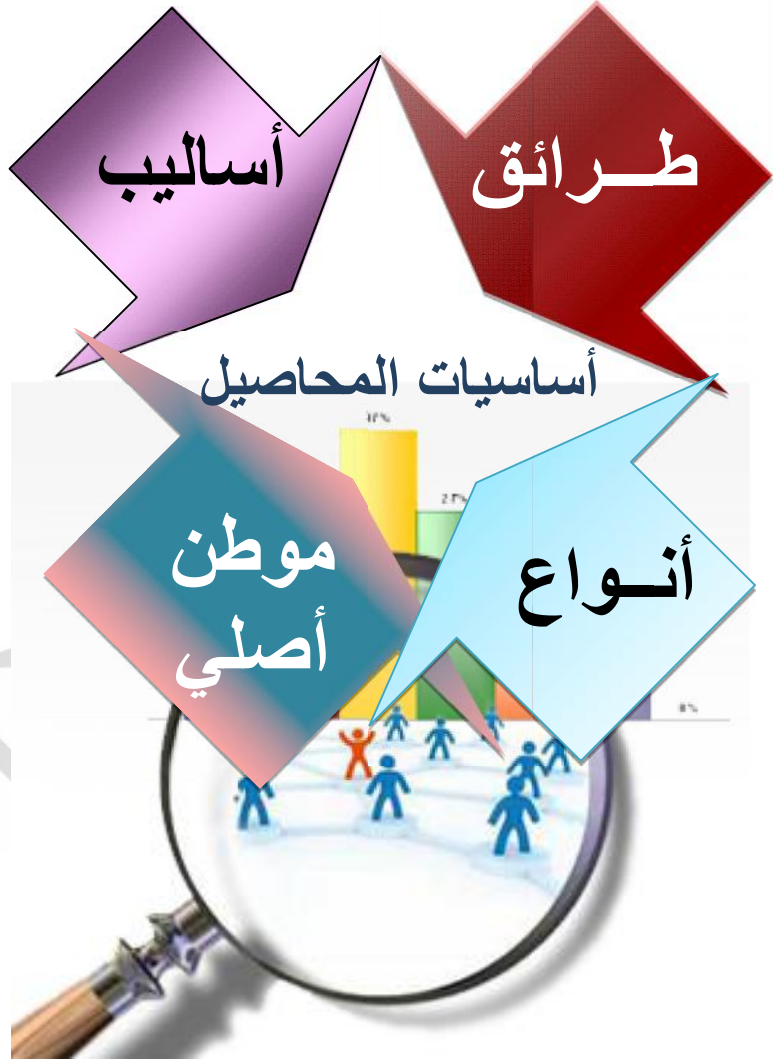 طــرائق
أساليب
أساسيات المحاصيل
أنــواع
موطن
أصلي